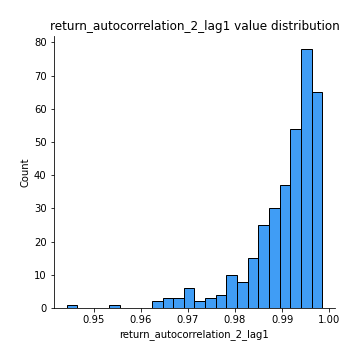 return_autocorrelation_2_lag1 value distribution
80
70
60
50
40
30
20
10
0
Count
0.95 0.96 0.97 0.98 0.99 1.00
return_autocorrelation_2_lag1